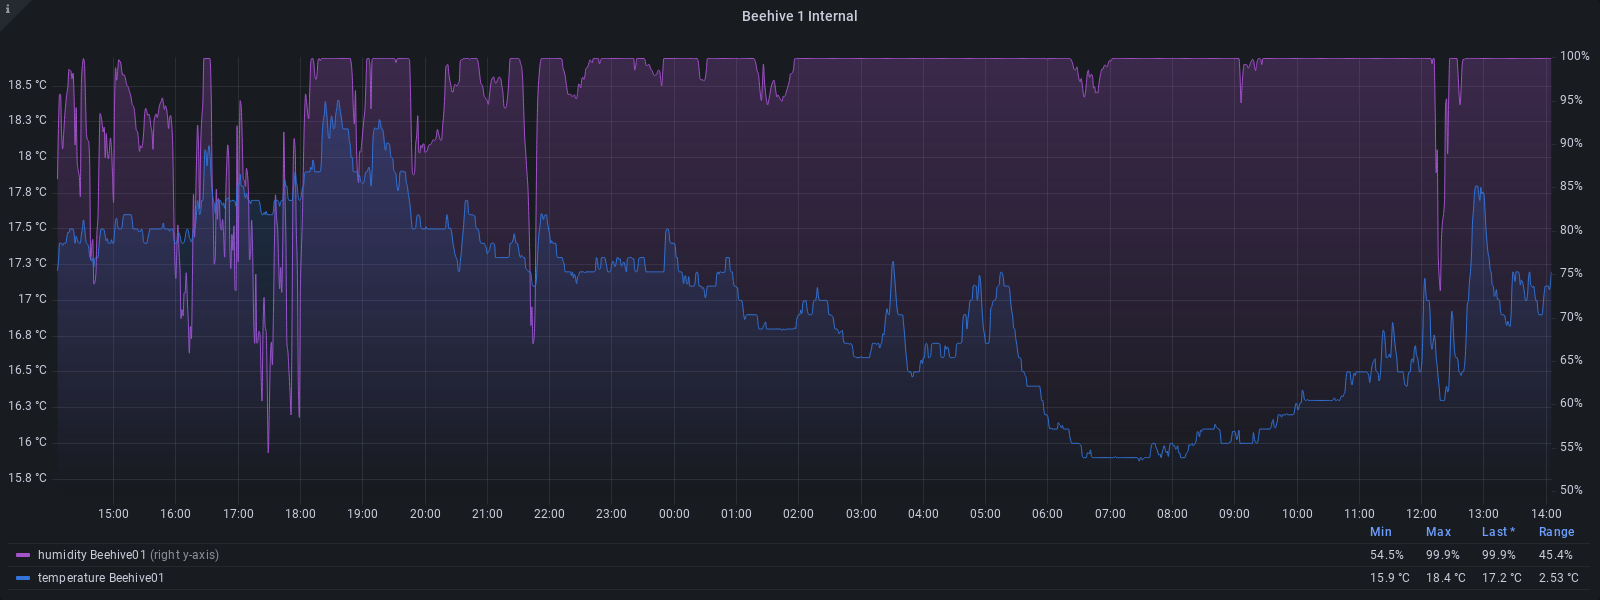 i
Beehive 1 Internal
18.5 °C
18.3 °C
18 °C
17.8 °C
17.5 °C
17.3 °C
17 °C
16.8 °C
16.5 °C
16.3 °C
16 °C
15.8 °C
100%
95%
90%
85%
80%
75%
70%
65%
60%
55%
50%
15:00 16:00 17:00 18:00 19:00 20:00 21:00 22:00 23:00 00:00 01:00 02:00 03:00 04:00 05:00 06:00 07:00 08:00 09:00 10:00 11:00 12:00 13:00 14:00
Min Max Last * Range
humidity Beehive01 (right y-axis) 54.5% 99.9% 99.9% 45.4%
temperature Beehive01 15.9 °C 18.4 °C 17.2 °C 2.53 °C